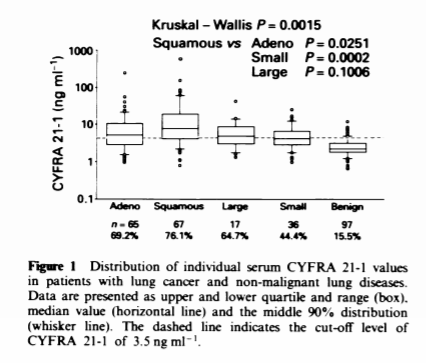 Kruskal – Wallis P = 0.0015
Squamous vs Adeno P = 0.0251
Small P = 0.0002
Large P = 0.1006
CYFRA 21-1 (ng ml⁻¹)
1000
100
10
1
0.1
Adeno Squamous Large Small Benign
n = 65 67 17 36 97
69.2% 76.1% 64.7% 44.4% 15.5%
Figure 1 Distribution of individual serum CYFRA 21-1 values
in patients with lung cancer and non-malignant lung diseases.
Data are presented as upper and lower quartile and range (box),
median value (horizontal line) and the middle 90% distribution
(whisker line). The dashed line indicates the cut-off level of
CYFRA 21-1 of 3.5 ng ml⁻¹.